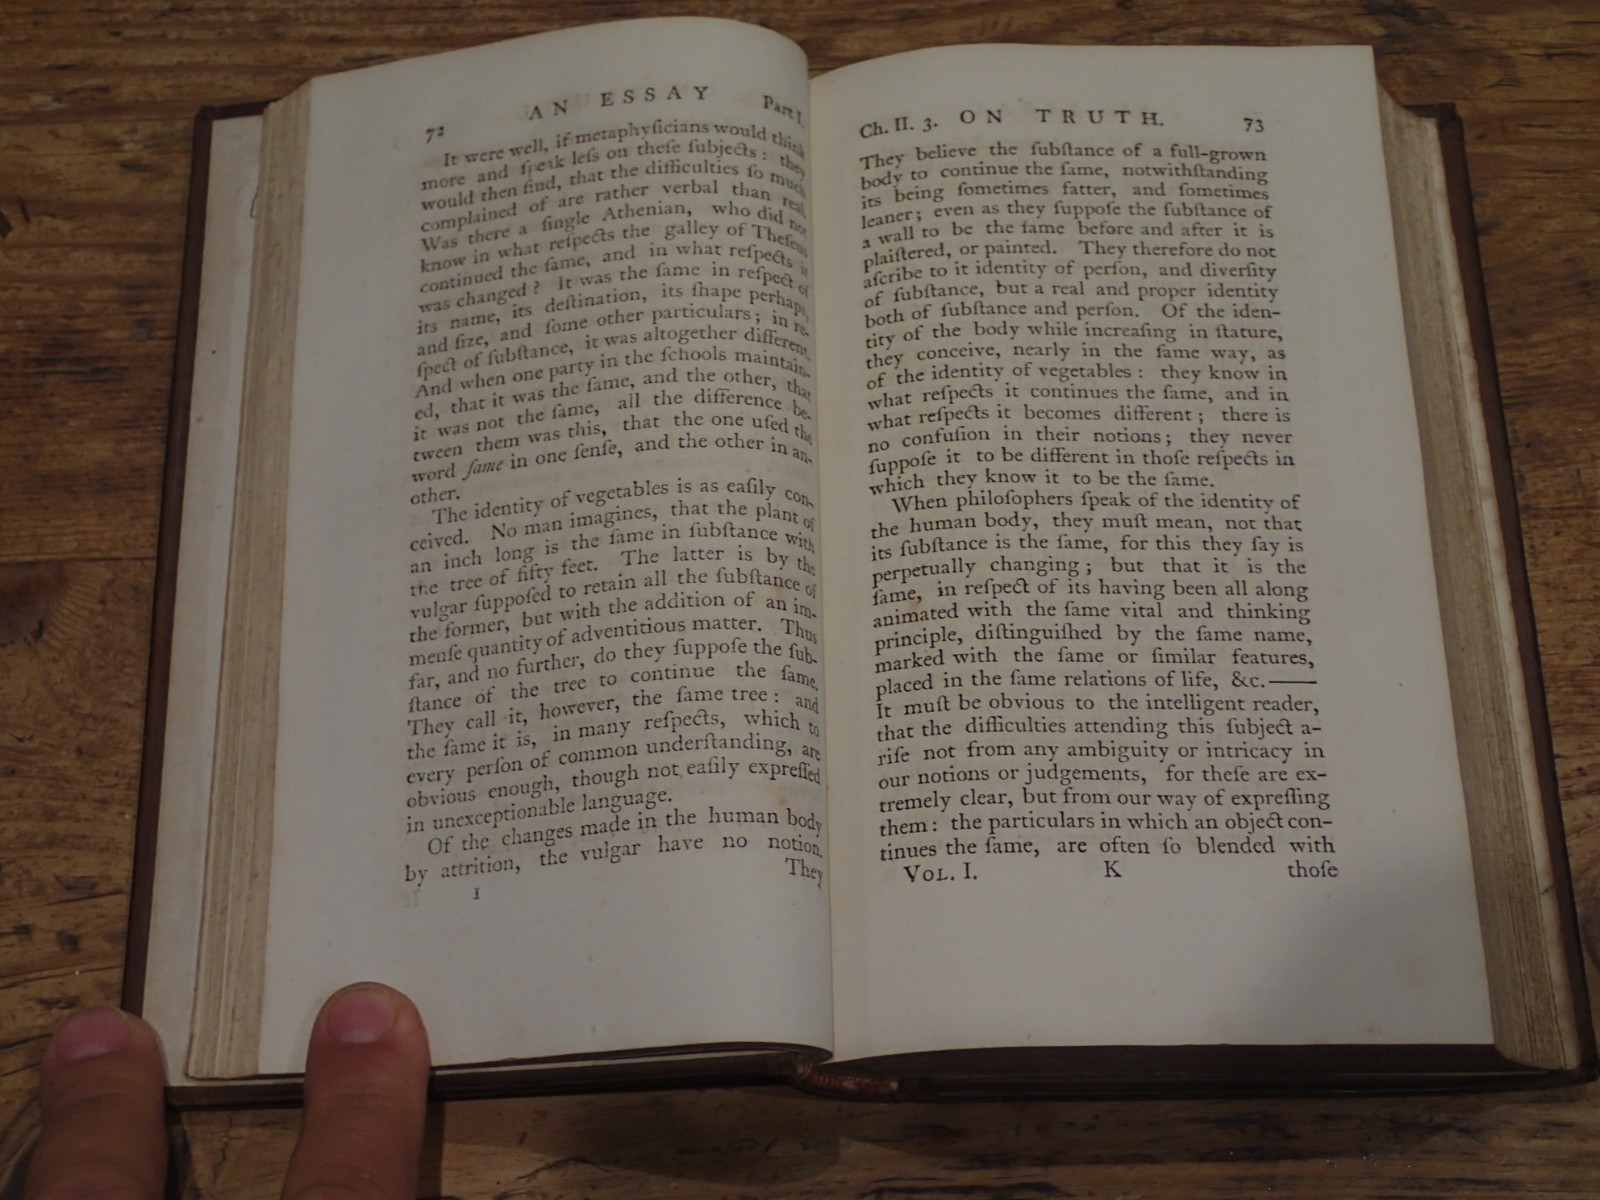 72 AN ESSAY Part I.
It were well, if metaphyſicians would think
more and ſpeak leſs on theſe ſubjects: they
would then find, that the difficulties ſo much
complained of are rather verbal than real.
Was there a ſingle Athenian, who did not
know in what reſpects the galley of Theſeus
continued the ſame, and in what reſpects it
was changed? It was the ſame in reſpect of
its name, its deſtination, its ſhape perhaps,
and ſize, and ſome other particulars; in re-
ſpect of ſubſtance, it was altogether different.
And when one party in the ſchools maintain-
ed, that it was the ſame, and the other, that
it was not the ſame, all the difference be-
tween them was this, that the one uſed the
word ſame in one ſenſe, and the other in an-
other.
The identity of vegetables is as eaſily con-
ceived. No man imagines, that the plant of
an inch long is the ſame in ſubſtance with
the tree of fifty feet. The latter is by the
vulgar ſuppoſed to retain all the ſubſtance of
the former, but with the addition of an im-
menſe quantity of adventitious matter. Thus
far, and no further, do they ſuppoſe the ſub-
ſtance of the tree to continue the ſame.
They call it, however, the ſame tree: and
the ſame it is, in many reſpects, which to
every perſon of common underſtanding, are
obvious enough, though not eaſily expreſſed
in unexceptionable language.
Of the changes made in the human body
by attrition, the vulgar have no notion.
They
1
Ch. II. 3. ON TRUTH. 73
They believe the ſubſtance of a full-grown
body to continue the ſame, notwithſtanding
its being ſometimes fatter, and ſometimes
leaner; even as they ſuppoſe the ſubſtance of
a wall to be the ſame before and after it is
plaiſtered, or painted. They therefore do not
aſcribe to it identity of perſon, and diverſity
of ſubſtance, but a real and proper identity
both of ſubſtance and perſon. Of the iden-
tity of the body while increaſing in ſtature,
they conceive, nearly in the ſame way, as
of the identity of vegetables: they know in
what reſpects it continues the ſame, and in
what reſpects it becomes different; there is
no confuſion in their notions; they never
ſuppoſe it to be different in thoſe reſpects in
which they know it to be the ſame.
When philoſophers ſpeak of the identity of
the human body, they muſt mean, not that
its ſubſtance is the ſame, for this they ſay is
perpetually changing; but that it is the
ſame, in reſpect of its having been all along
animated with the ſame vital and thinking
principle, diſtinguiſhed by the ſame name,
marked with the ſame or ſimilar features,
placed in the ſame relations of life, &c.——
It muſt be obvious to the intelligent reader,
that the difficulties attending this ſubject a-
riſe not from any ambiguity or intricacy in
our notions or judgements, for theſe are ex-
tremely clear, but from our way of expreſſing
them: the particulars in which an object con-
tinues the ſame, are often ſo blended with
VOL. I. K thoſe